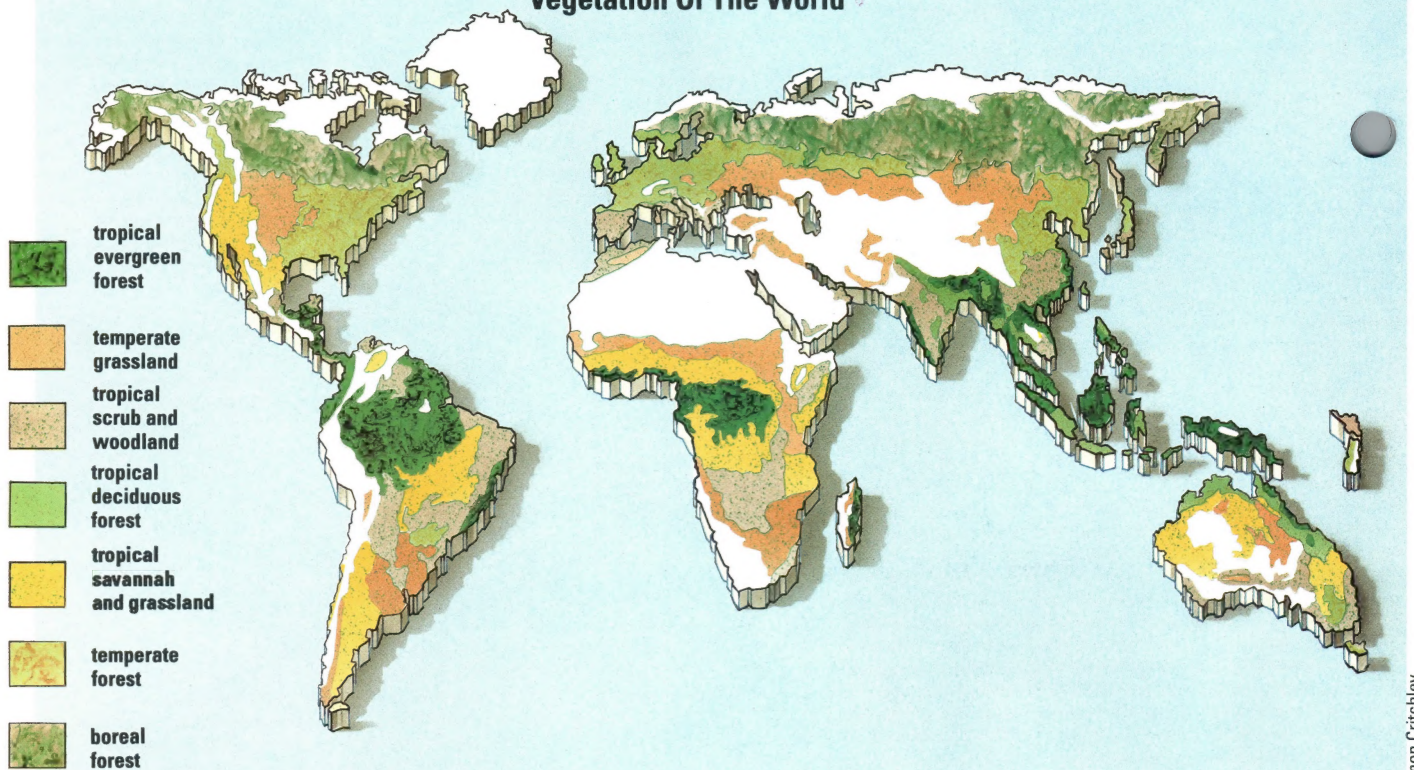 Vegetation Of The World
tropical
evergreen
forest
temperate
grassland
tropical
scrub and
woodland
tropical
deciduous
forest
tropical
savannah
and grassland
temperate
forest
boreal
forest
Critchley